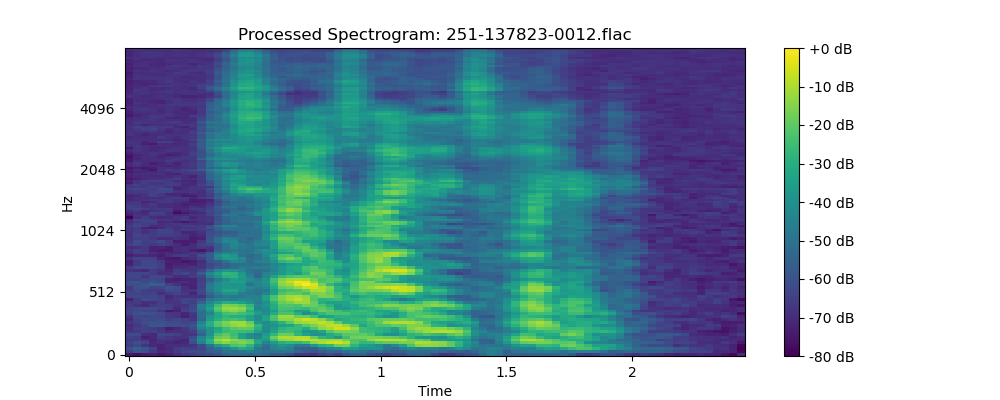 Processed Spectrogram: 251-137823-0012.flac
Hz
4096
2048
1024
512
0
0 0.5 1 1.5 2
Time
+0 dB
-10 dB
-20 dB
-30 dB
-40 dB
-50 dB
-60 dB
-70 dB
-80 dB